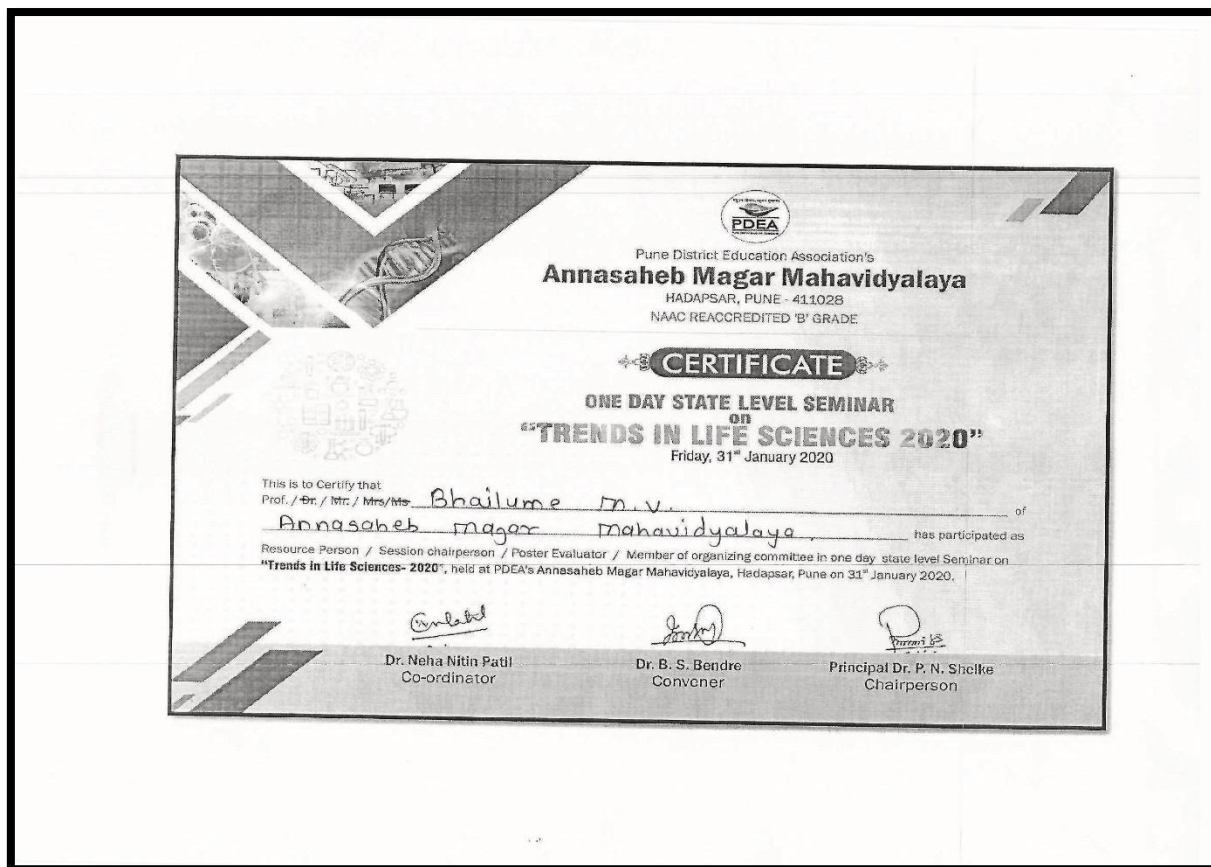 PDEA
Pune District Education Association's
Annasaheb Magar Mahavidyalaya
HADAPSAR, PUNE - 411028
NAAC REACCREDITED 'B' GRADE
CERTIFICATE
ONE DAY STATE LEVEL SEMINAR
on
"TRENDS IN LIFE SCIENCES 2020"
Friday, 31st January 2020
This is to Certify that
Prof. / Dr. / Mr. / Mrs/Ms Bhailume M.V. of
Annasaheb Magar Mahavidyalaya, has participated as
Resource Person / Session chairperson / Poster Evaluator / Member of organizing committee in one day state level Seminar on
"Trends in Life Sciences- 2020", held at PDEA's Annasaheb Magar Mahavidyalaya, Hadapsar, Pune on 31st January 2020.
Dr. Neha Nitin Patil
Co-ordinator
Dr. B. S. Bendre
Convener
Principal Dr. P. N. Shelke
Chairperson